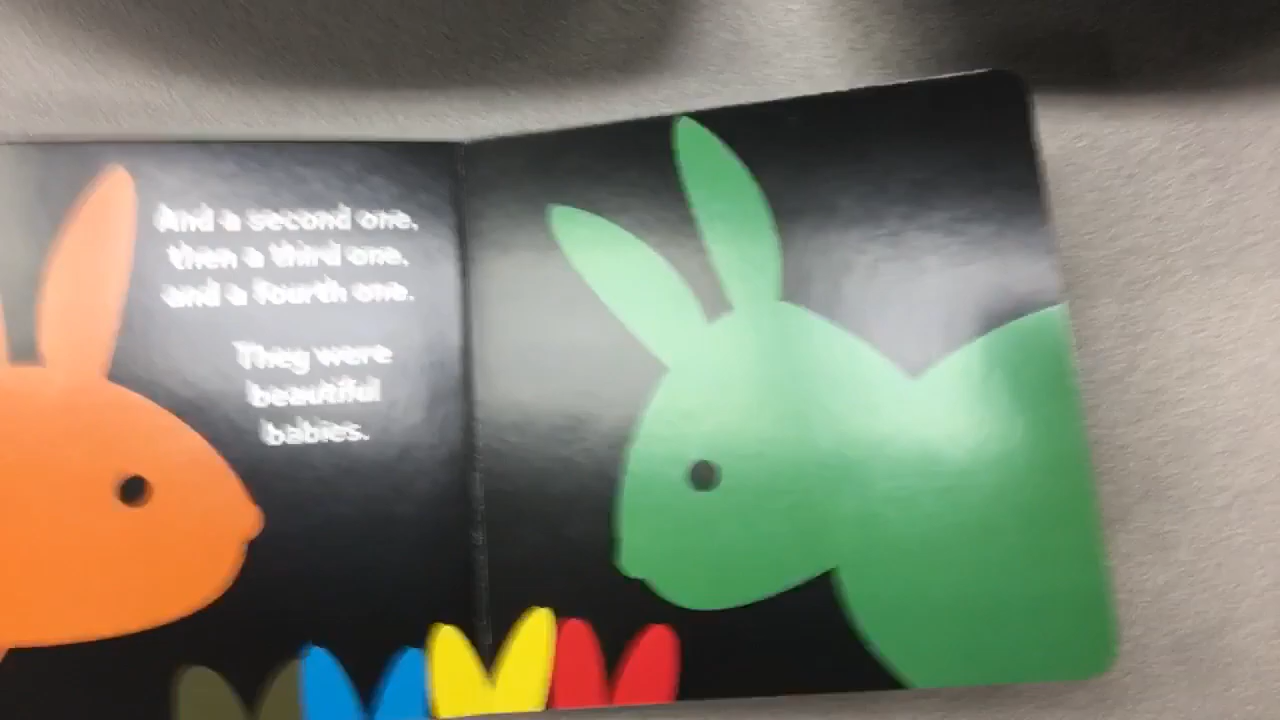 And a second one,
then a third one,
and a fourth one.
They were
beautiful
babies.